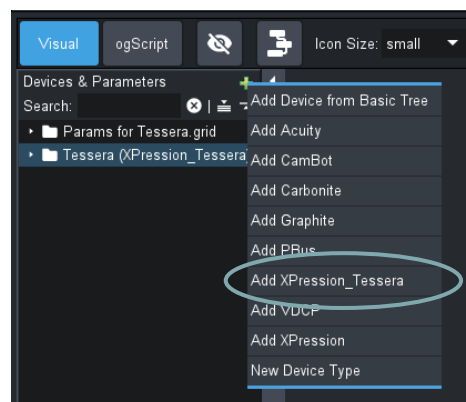 Visual ogScript Icon Size: small
Devices & Parameters
Search:
Params for Tessera.grid
Tessera (XPression_Tessera
Add Device from Basic Tree
Add Acuity
Add CamBot
Add Carbonite
Add Graphite
Add PBus
Add XPression_Tessera
Add VDCP
Add XPression
New Device Type